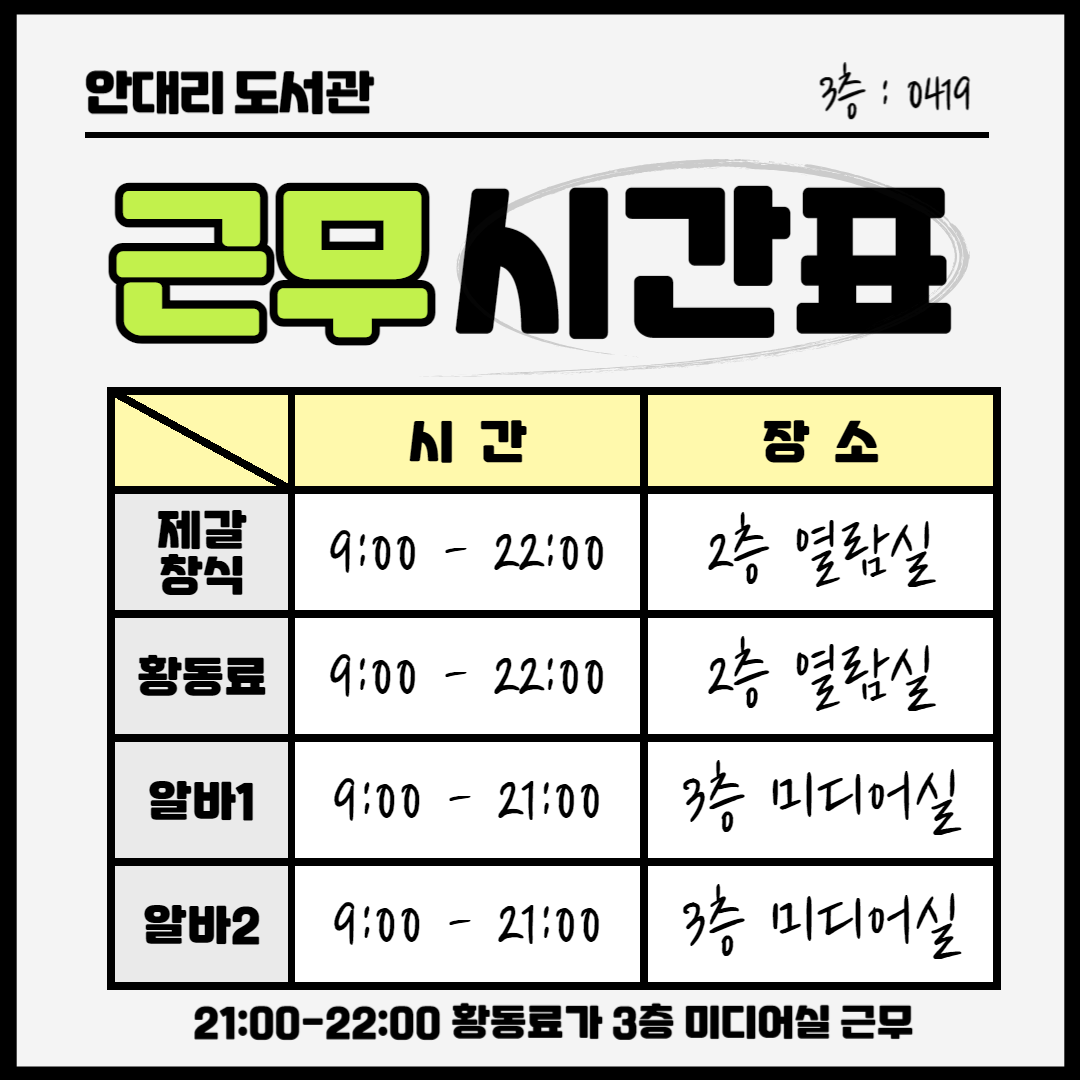 안대리 도서관
3층 : 0419
근무 시간표
시 간 장 소
제갈
창식
9:00 - 22:00 2층 열람실
황동료 9:00 - 22:00 2층 열람실
알바1 9:00 - 21:00 3층 미디어실
알바2 9:00 - 21:00 3층 미디어실
21:00-22:00 황동료가 3층 미디어실 근무